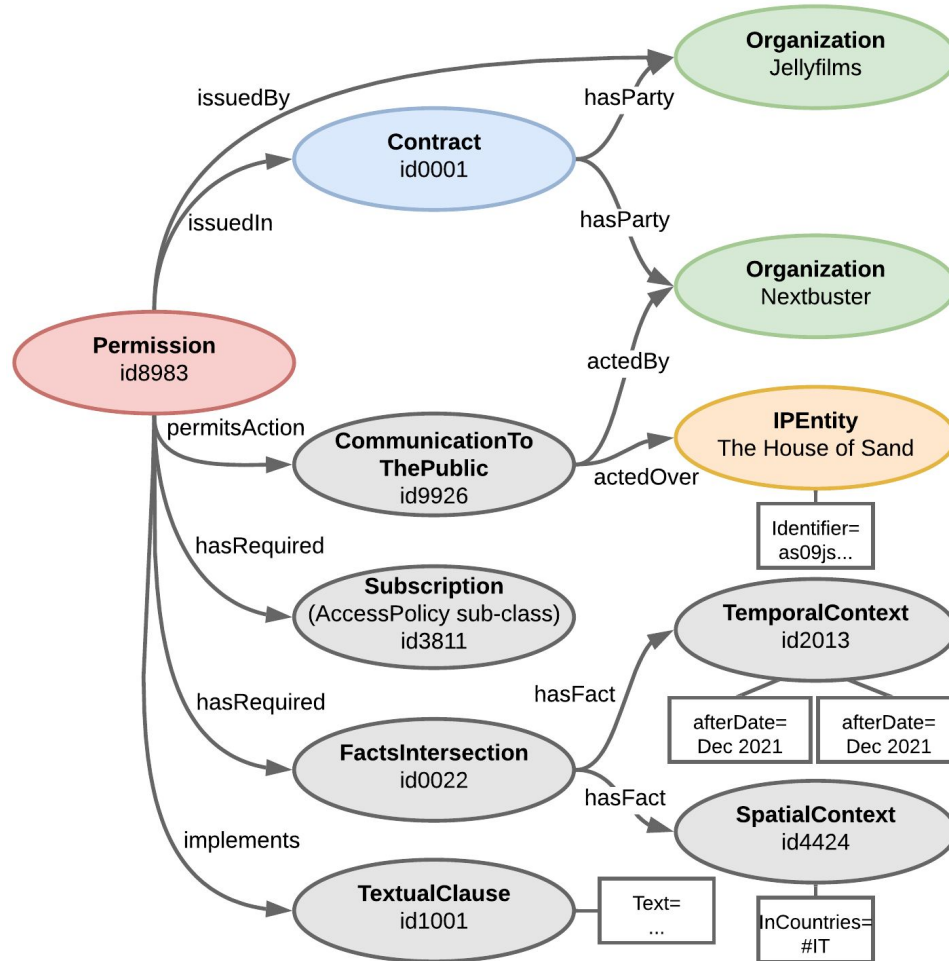 Organization
Jellyfilms
issuedBy
hasParty
Contract
id0001
issuedIn
hasParty
Organization
Nextbuster
Permission
id8983
actedBy
permitsAction
IPEntity
The House of Sand
CommunicationTo
ThePublic
id9926
actedOver
Identifier=
as09js...
hasRequired
Subscription
(AccessPolicy sub-class)
id3811
TemporalContext
id2013
hasRequired
hasFact
afterDate=
Dec 2021
afterDate=
Dec 2021
FactsIntersection
id0022
hasFact
SpatialContext
id4424
implements
TextualClause
id1001
Text=
...
InCountries=
#IT